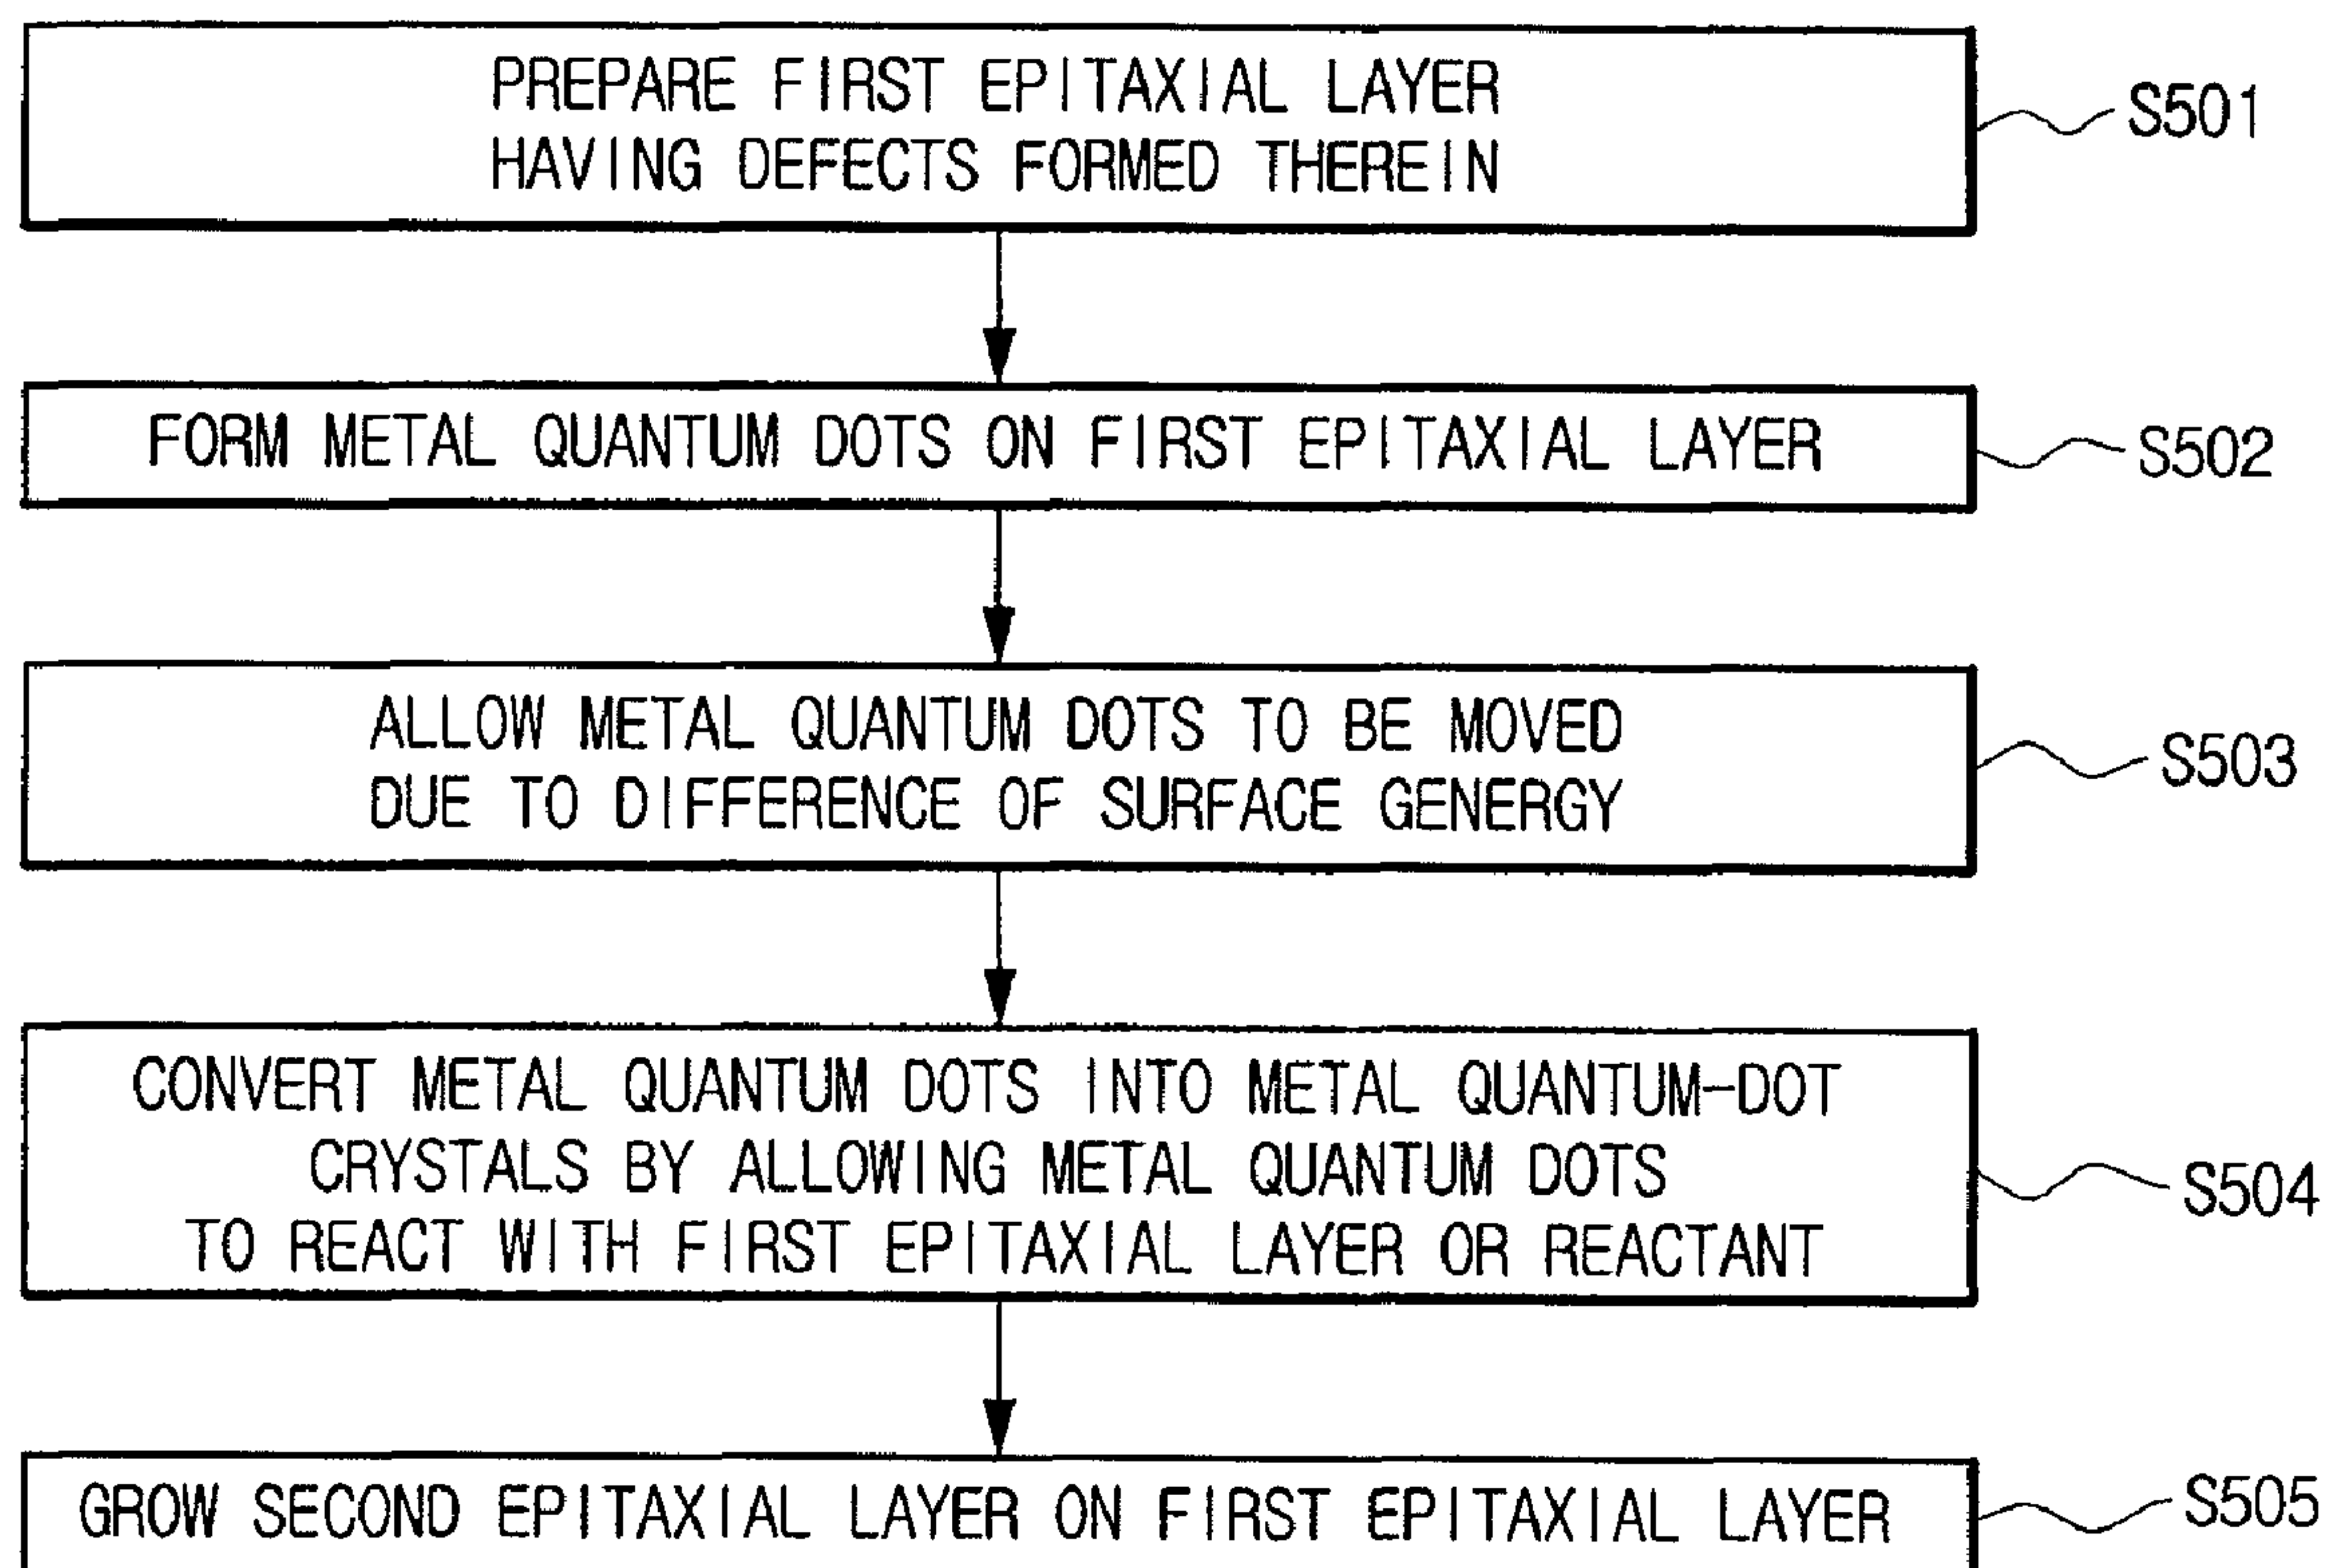 PREPARE FIRST EPITAXIAL LAYER
HAVING DEFECTS FORMED THEREIN
S501
FORM METAL QUANTUM DOTS ON FIRST EPITAXIAL LAYER
S502
ALLOW METAL QUANTUM DOTS TO BE MOVED
DUE TO DIFFERENCE OF SURFACE GENERGY
S503
CONVERT METAL QUANTUM DOTS INTO METAL QUANTUM-DOT
CRYSTALS BY ALLOWING METAL QUANTUM DOTS
TO REACT WITH FIRST EPITAXIAL LAYER OR REACTANT
S504
GROW SECOND EPITAXIAL LAYER ON FIRST EPITAXIAL LAYER
S505